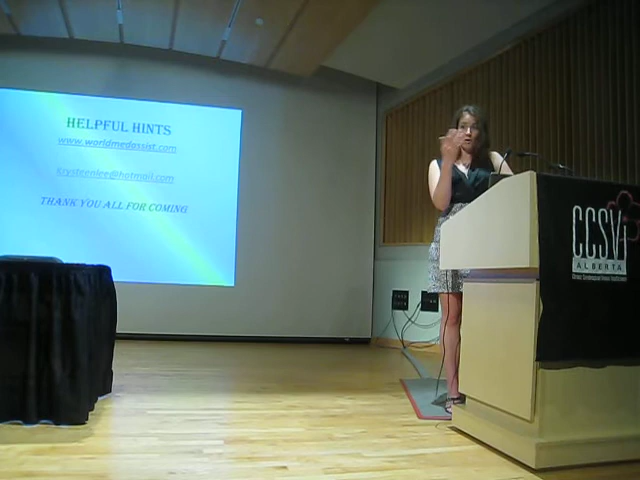 HELPFUL HINTS
www.worldmedassist.com
krysteenlee@hotmail.com
THANK YOU ALL FOR COMING
CCSVI
ALBERTA